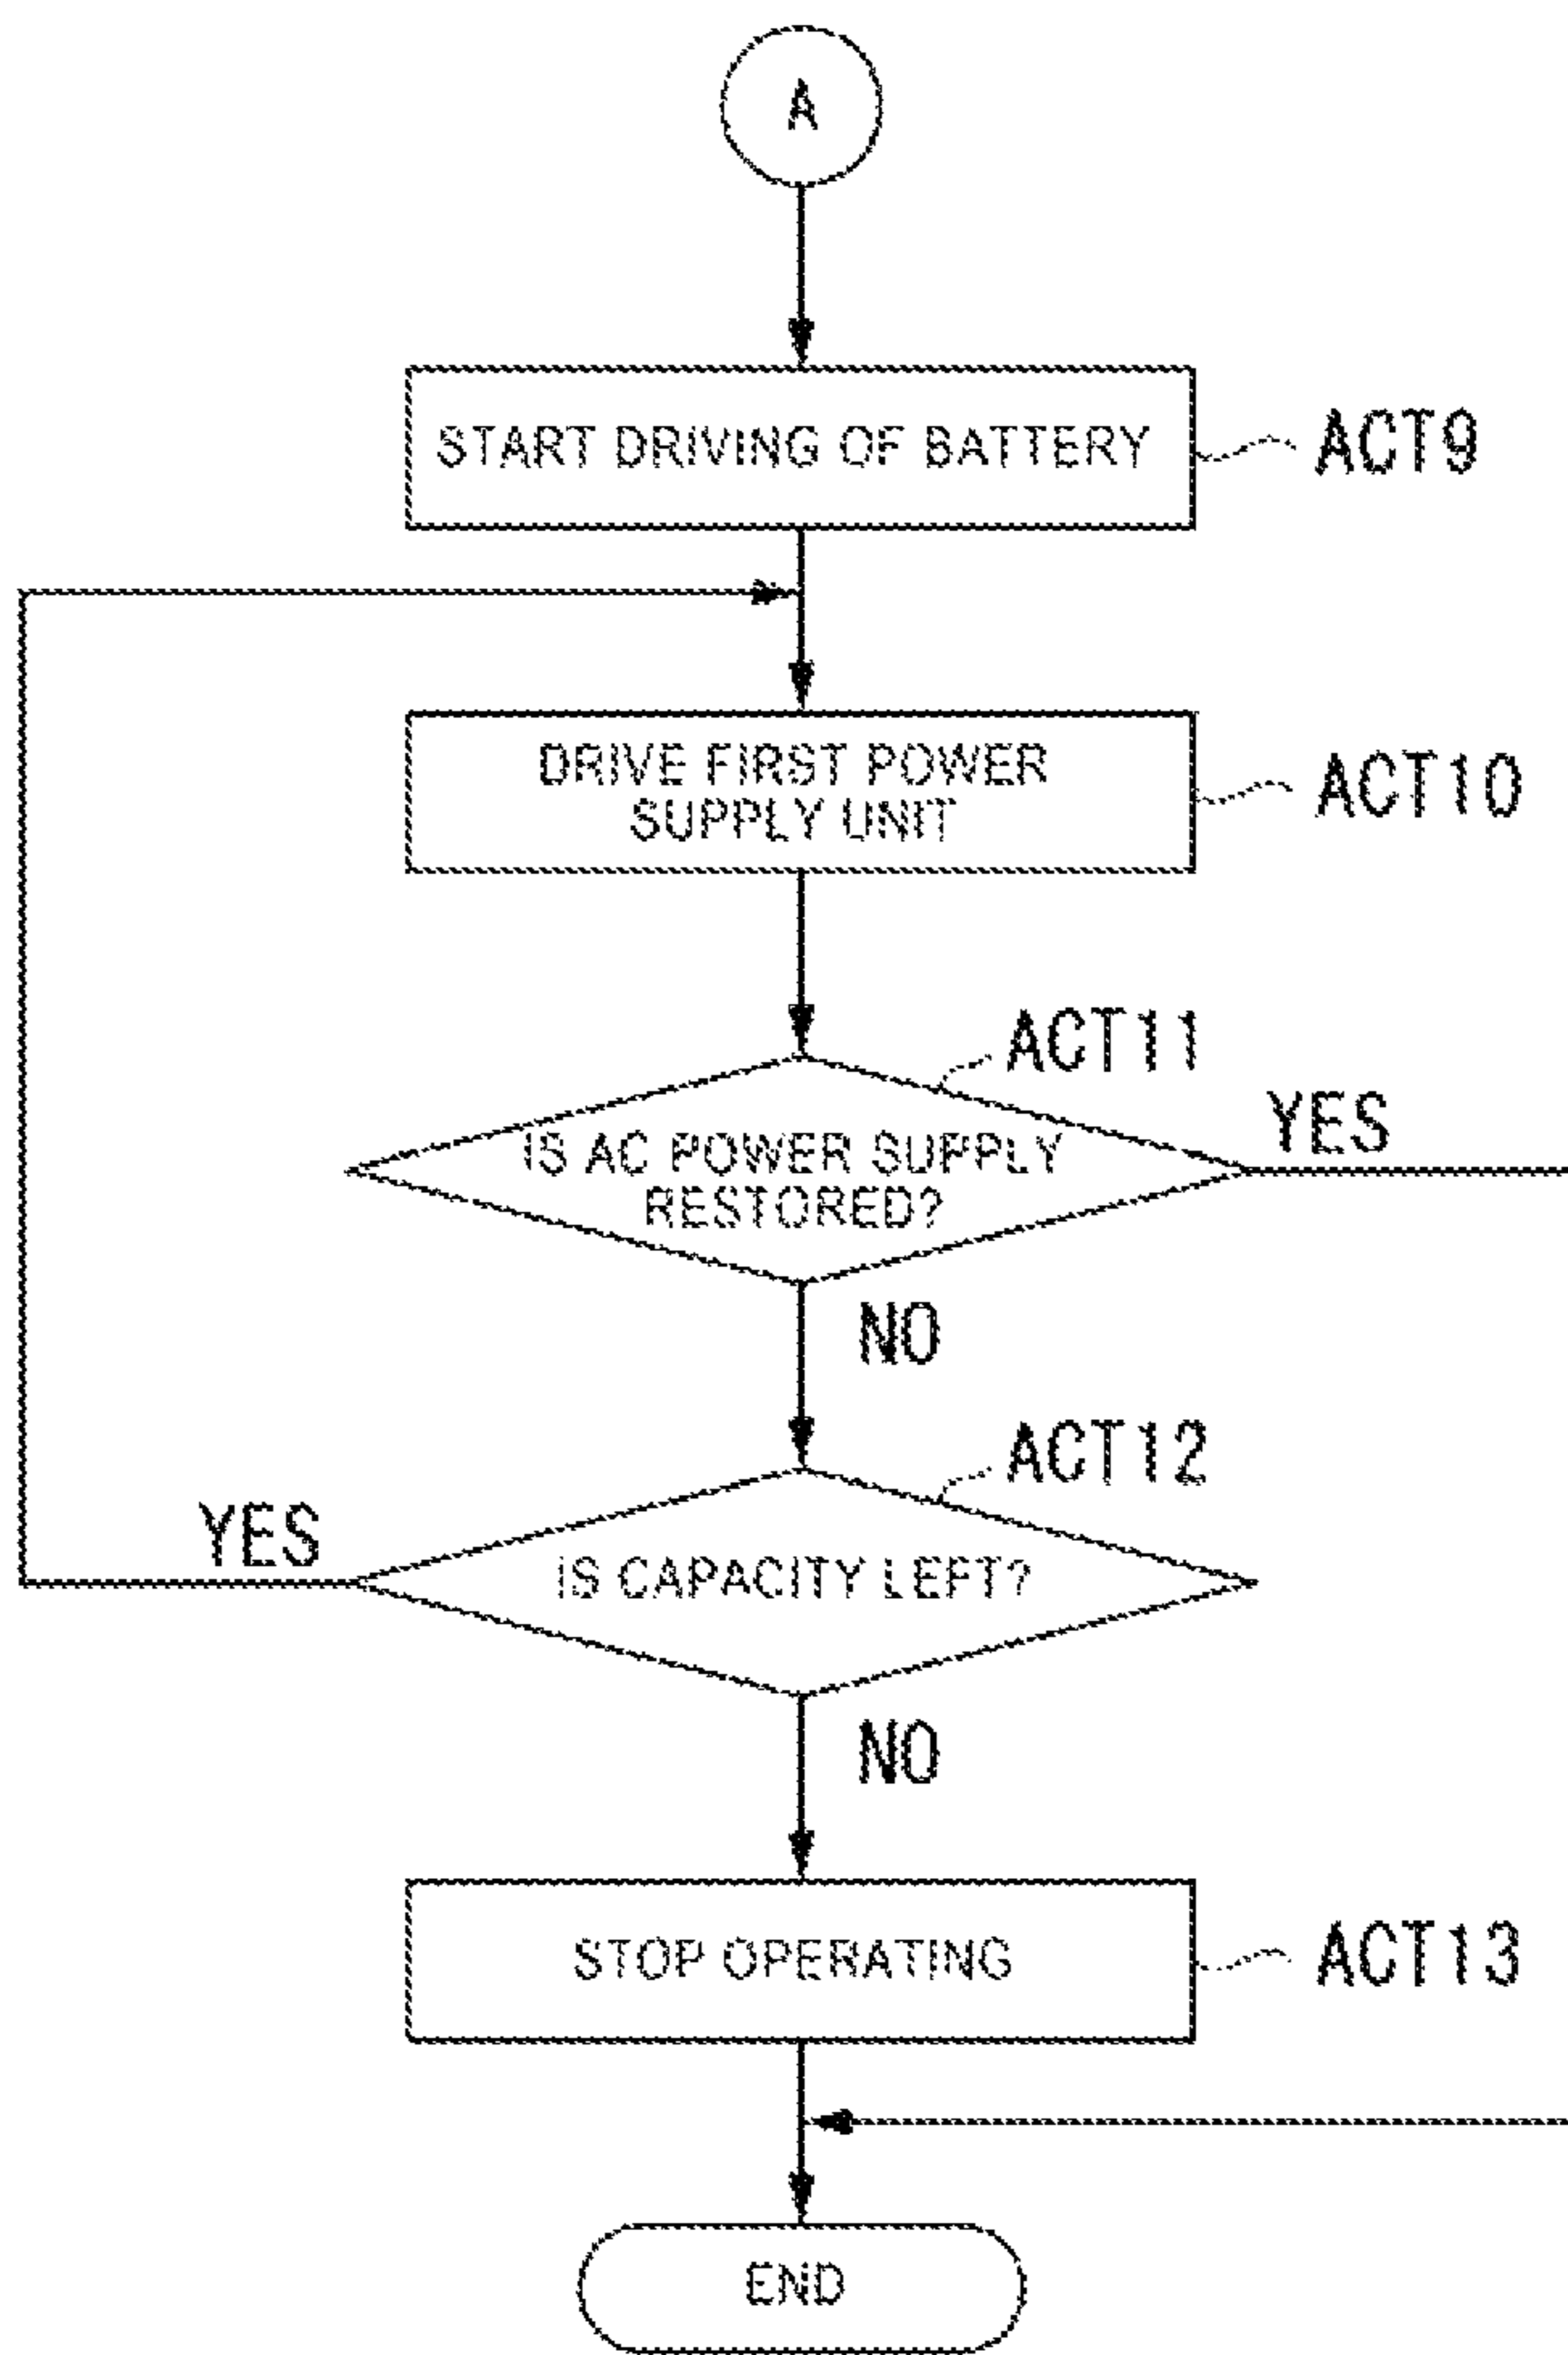 A
START DRIVING OF BATTERY
ACT9
DRIVE FIRST POWER
SUPPLY UNIT
ACT10
ACT11
IS AC POWER SUPPLY
RESTORED?
YES
NO
ACT12
IS CAPACITY LEFT?
YES
NO
STOP OPERATING
ACT13
END